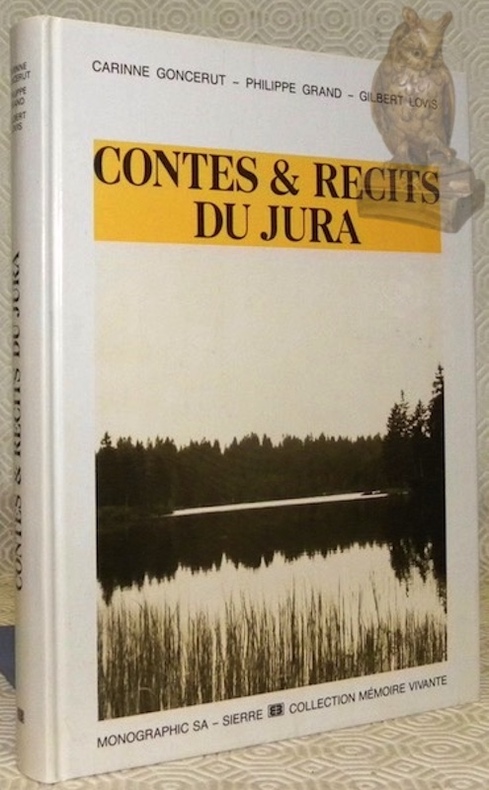 CARINNE GONCERUT – PHILIPPE GRAND – GILBERT LOVIS
CONTES & RECITS
DU JURA
MONOGRAPHIC SA – SIERRE COLLECTION MÉMOIRE VIVANTE
CONTES & RECITS DU JURA